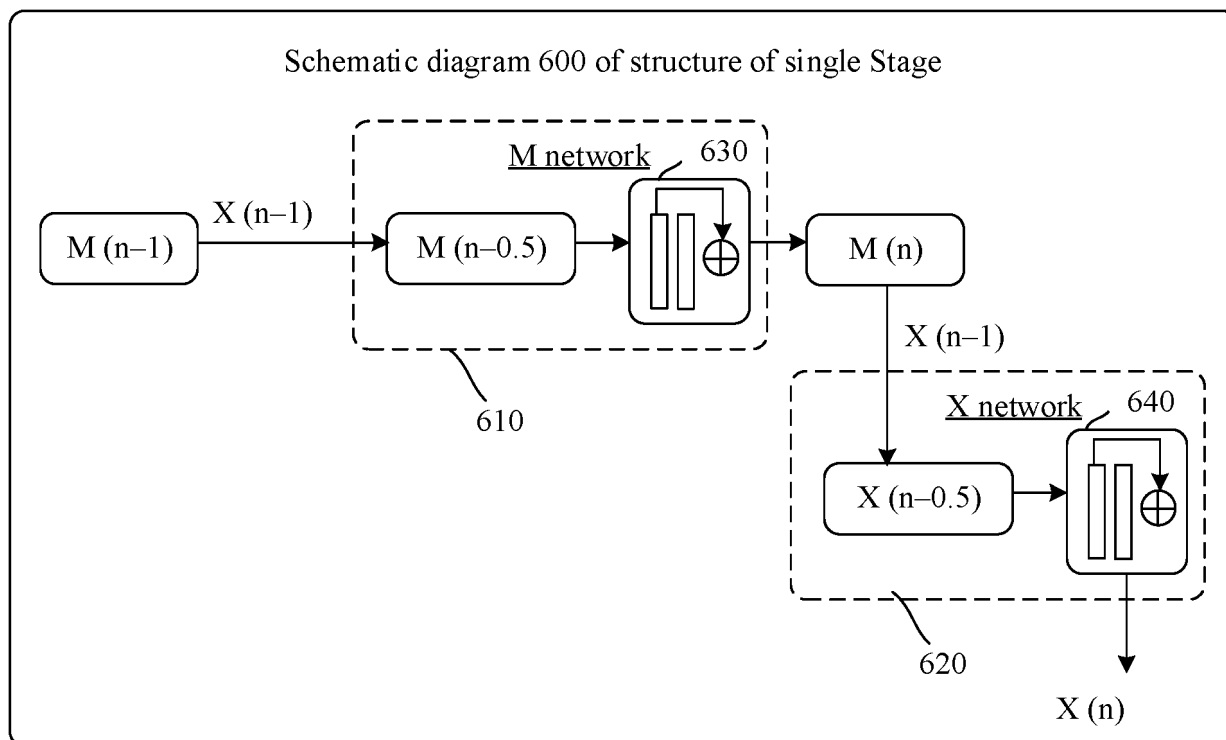 Schematic diagram 600 of structure of single Stage
M network
630
M (n–1)
X (n–1)
M (n–0.5)
M (n)
X (n–1)
610
X network
640
X (n–0.5)
620
X (n)